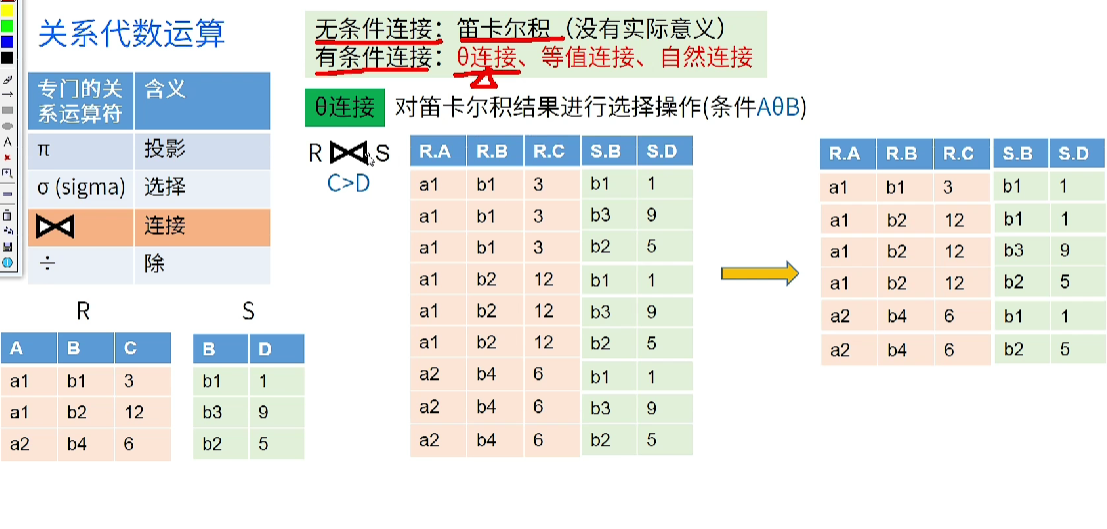 关系代数运算
无条件连接：笛卡尔积（没有实际意义）
有条件连接：θ连接、等值连接、自然连接
专门的关系运算符 含义
π 投影
σ (sigma) 选择
⋈ 连接
÷ 除
θ连接 对笛卡尔积结果进行选择操作(条件AθB)
R ⋈ S
C>D
R.A R.B R.C S.B S.D
a1 b1 3 b1 1
a1 b1 3 b3 9
a1 b1 3 b2 5
a1 b2 12 b1 1
a1 b2 12 b3 9
a1 b2 12 b2 5
a2 b4 6 b1 1
a2 b4 6 b3 9
a2 b4 6 b2 5
R.A R.B R.C S.B S.D
a1 b1 3 b1 1
a1 b2 12 b1 1
a1 b2 12 b3 9
a1 b2 12 b2 5
a2 b4 6 b1 1
a2 b4 6 b2 5
R
A B C
a1 b1 3
a1 b2 12
a2 b4 6
S
B D
b1 1
b3 9
b2 5